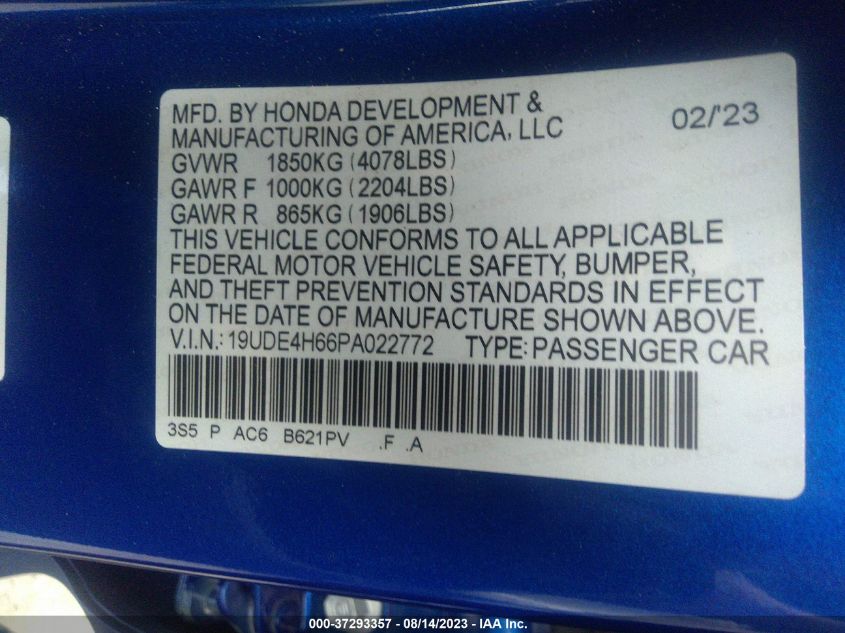 MFD. BY HONDA DEVELOPMENT & 02/'23
MANUFACTURING OF AMERICA, LLC
GVWR 1850KG (4078LBS)
GAWR F 1000KG (2204LBS)
GAWR R 865KG (1906LBS)
THIS VEHICLE CONFORMS TO ALL APPLICABLE
FEDERAL MOTOR VEHICLE SAFETY, BUMPER,
AND THEFT PREVENTION STANDARDS IN EFFECT
ON THE DATE OF MANUFACTURE SHOWN ABOVE.
V.I.N.: 19UDE4H66PA022772 TYPE: PASSENGER CAR
3S5 P AC6 B621PV .F .A
000-37293357 - 08/14/2023 - IAA Inc.